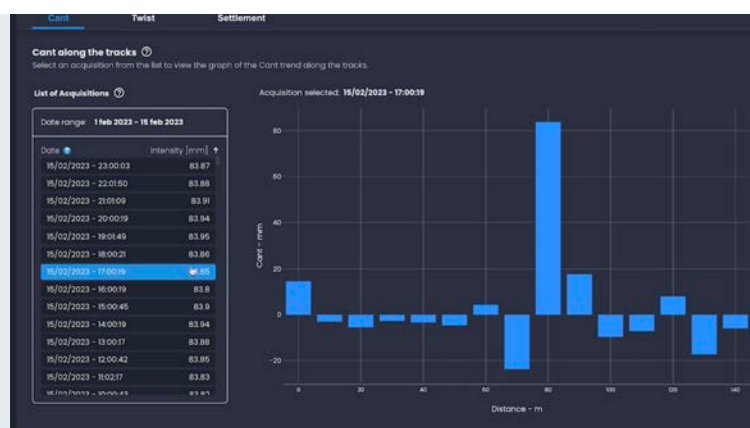 Cant Twist Settlement
Cant along the tracks
Select an acquisition from the list to view the graph of the Cant trend along the tracks.
List of Acquisitions
Acquisition selected: 15/02/2023 - 17:00:19
Date range: 1 feb 2023 - 15 feb 2023
Date Intensity [mm]
15/02/2023 - 23:00:03 83.87
15/02/2023 - 22:01:50 83.88
15/02/2023 - 21:01:09 83.91
15/02/2023 - 20:00:19 83.94
15/02/2023 - 19:01:49 83.95
15/02/2023 - 18:00:21 83.86
15/02/2023 - 17:00:19
15/02/2023 - 16:00:19 83.8
15/02/2023 - 15:00:45 83.9
15/02/2023 - 14:00:19 83.94
15/02/2023 - 13:00:17 83.88
15/02/2023 - 12:00:42 83.85
15/02/2023 - 11:02:17 83.83
15/02/2023 - 10:00:43 83.82
80
60
40
20
0
-20
Cant - mm
0 20 40 60 80 100 120 140
Distance - m